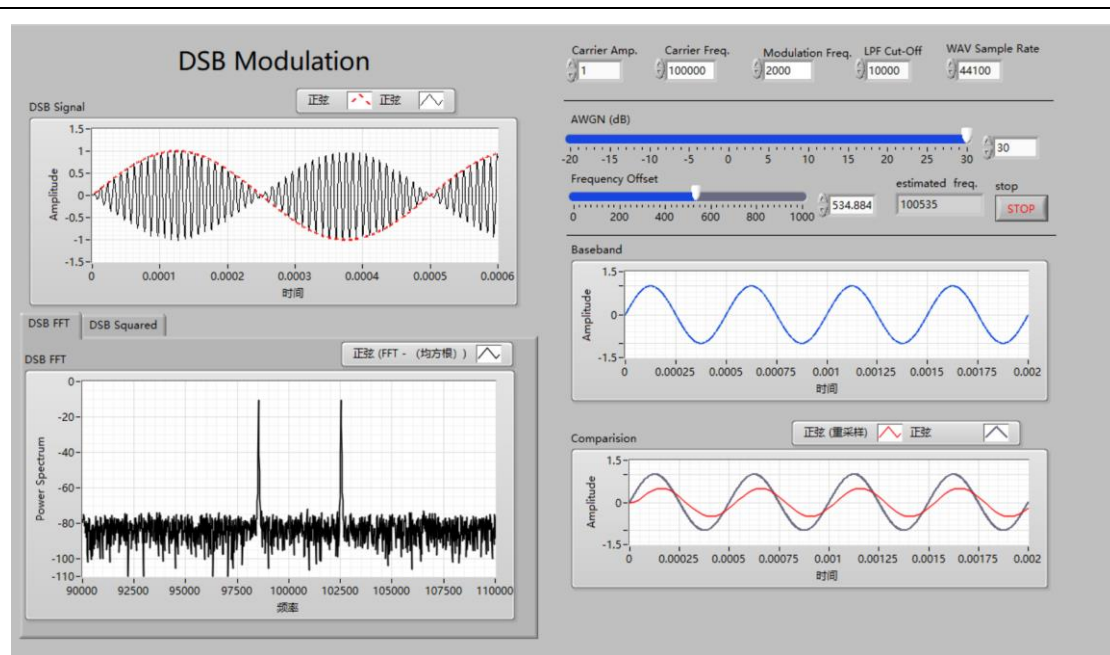 DSB Modulation
DSB Signal
正弦 正弦
1.5
1
0.5
0
-0.5
-1
-1.5
Amplitude
0 0.0001 0.0002 0.0003 0.0004 0.0005 0.0006
时间
DSB FFT DSB Squared
DSB FFT
正弦 (FFT - （均方根）)
0
-20
-40
-60
-80
-100
-110
Power Spectrum
90000 92500 95000 97500 100000 102500 105000 107500 110000
频率
Carrier Amp. Carrier Freq. Modulation Freq. LPF Cut-Off WAV Sample Rate
1 100000 2000 10000 44100
AWGN (dB)
-20 -15 -10 -5 0 5 10 15 20 25 30
30
Frequency Offset
0 200 400 600 800 1000
534.884
estimated freq.
100535
stop
STOP
Baseband
1.5
0
-1.5
Amplitude
0 0.00025 0.0005 0.00075 0.001 0.00125 0.0015 0.00175 0.002
时间
Comparision
正弦 (重采样) 正弦
1.5
0
-1.5
Amplitude
0 0.00025 0.0005 0.00075 0.001 0.00125 0.0015 0.00175 0.002
时间